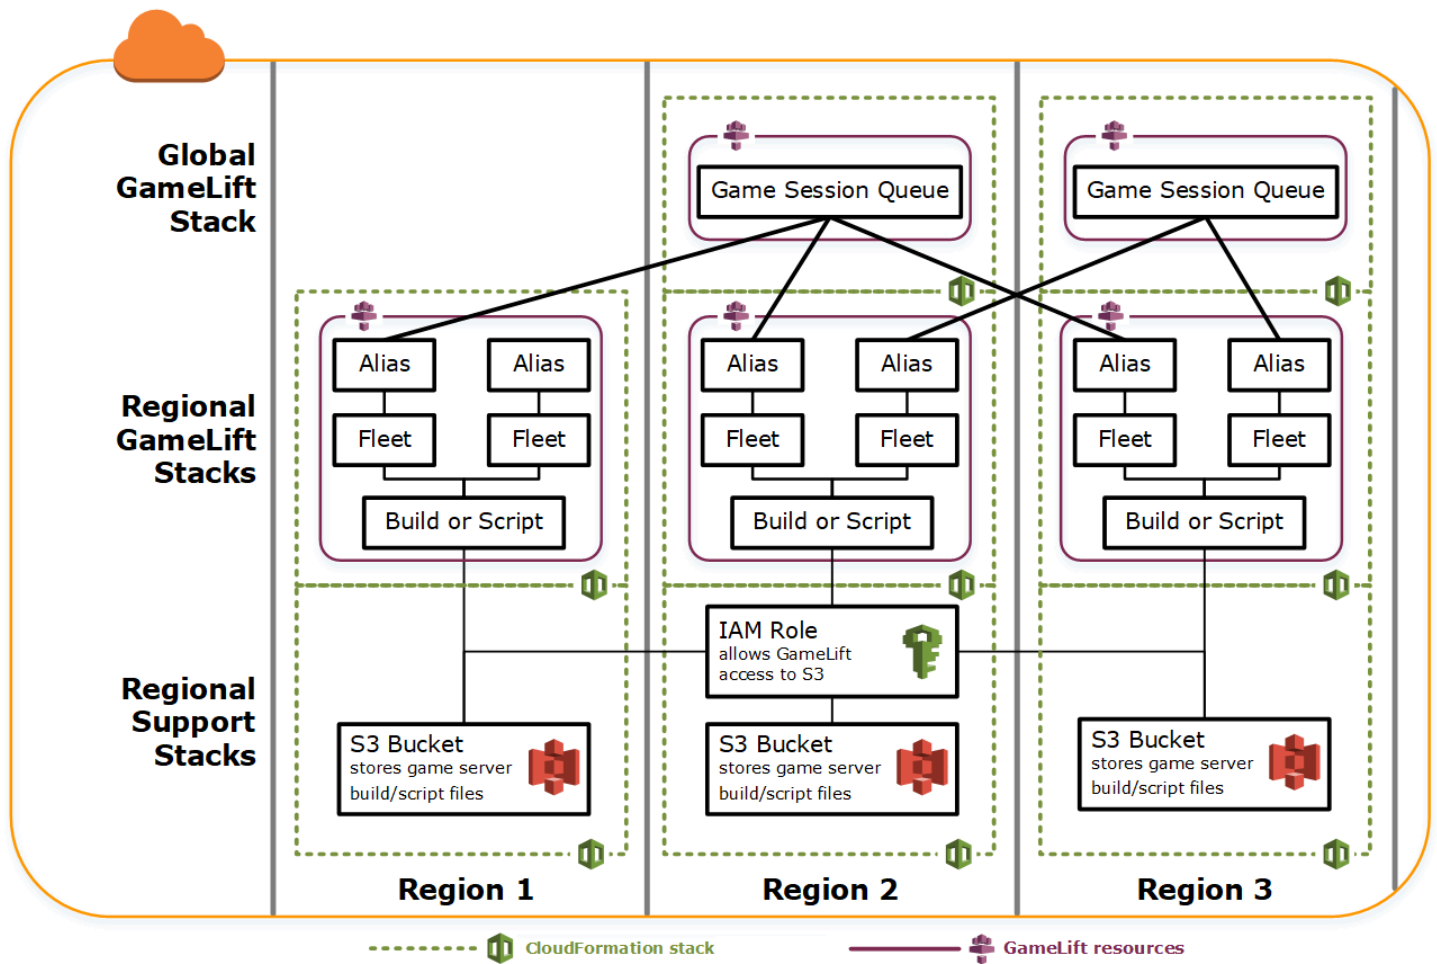 Global
GameLift
Stack
Game Session Queue
Game Session Queue
Regional
GameLift
Stacks
Alias
Alias
Alias
Alias
Alias
Alias
Fleet
Fleet
Fleet
Fleet
Fleet
Fleet
Build or Script
Build or Script
Build or Script
Regional
Support
Stacks
IAM Role
allows GameLift
access to S3
S3 Bucket
stores game server
build/script files
S3 Bucket
stores game server
build/script files
S3 Bucket
stores game server
build/script files
Region 1
Region 2
Region 3
CloudFormation stack
GameLift resources